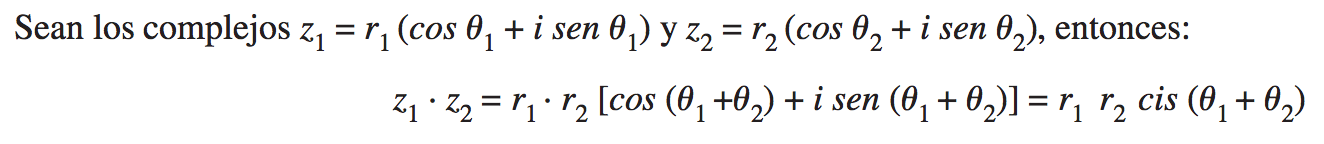 Sean los complejos z₁ = r₁ (cos θ₁ + i sen θ₁) y z₂ = r₂ (cos θ₂ + i sen θ₂), entonces:
z₁ · z₂ = r₁ · r₂ [cos (θ₁ +θ₂) + i sen (θ₁ + θ₂)] = r₁ r₂ cis (θ₁ + θ₂)